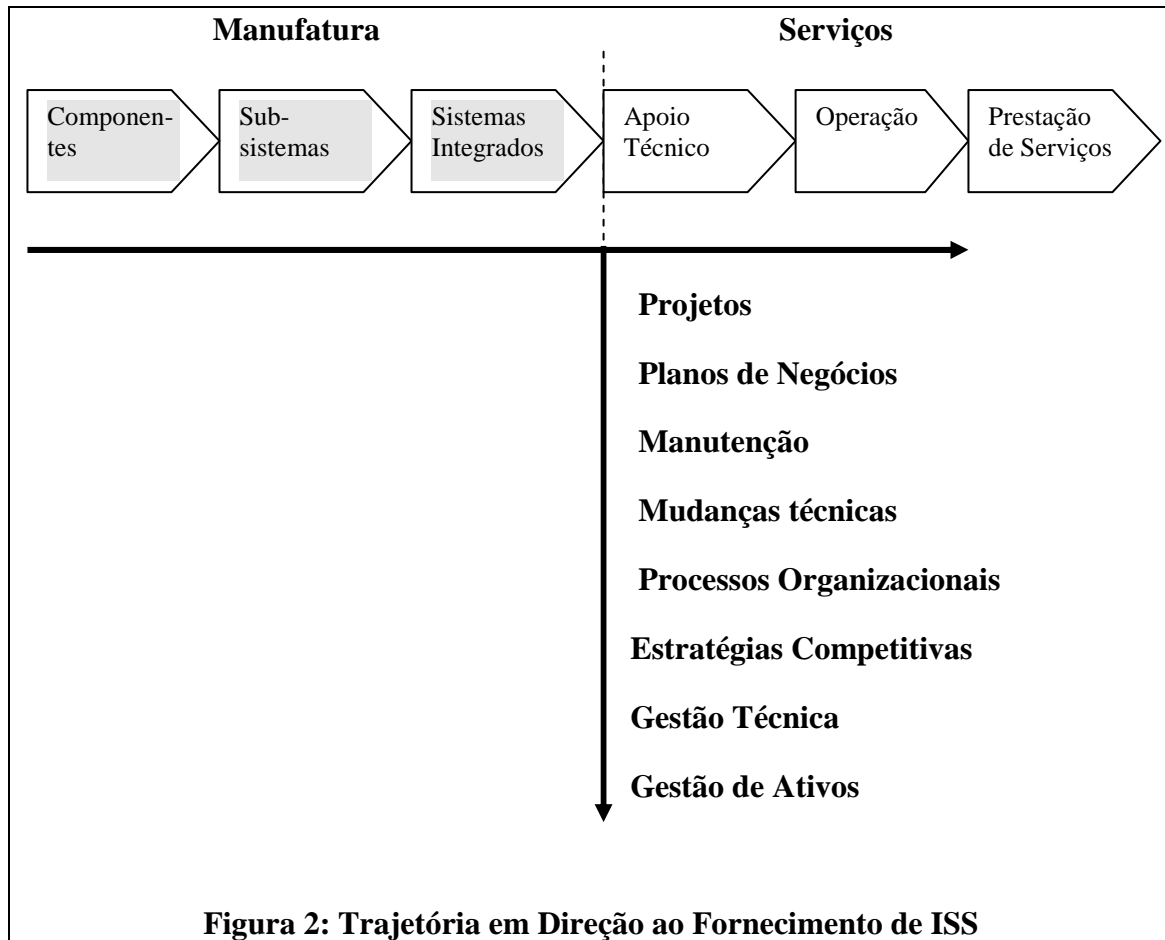 Manufatura
Serviços
Componen-
tes
Sub-
sistemas
Sistemas
Integrados
Apoio
Técnico
Operação
Prestação
de Serviços
Projetos
Planos de Negócios
Manutenção
Mudanças técnicas
Processos Organizacionais
Estratégias Competitivas
Gestão Técnica
Gestão de Ativos
Figura 2: Trajetória em Direção ao Fornecimento de ISS